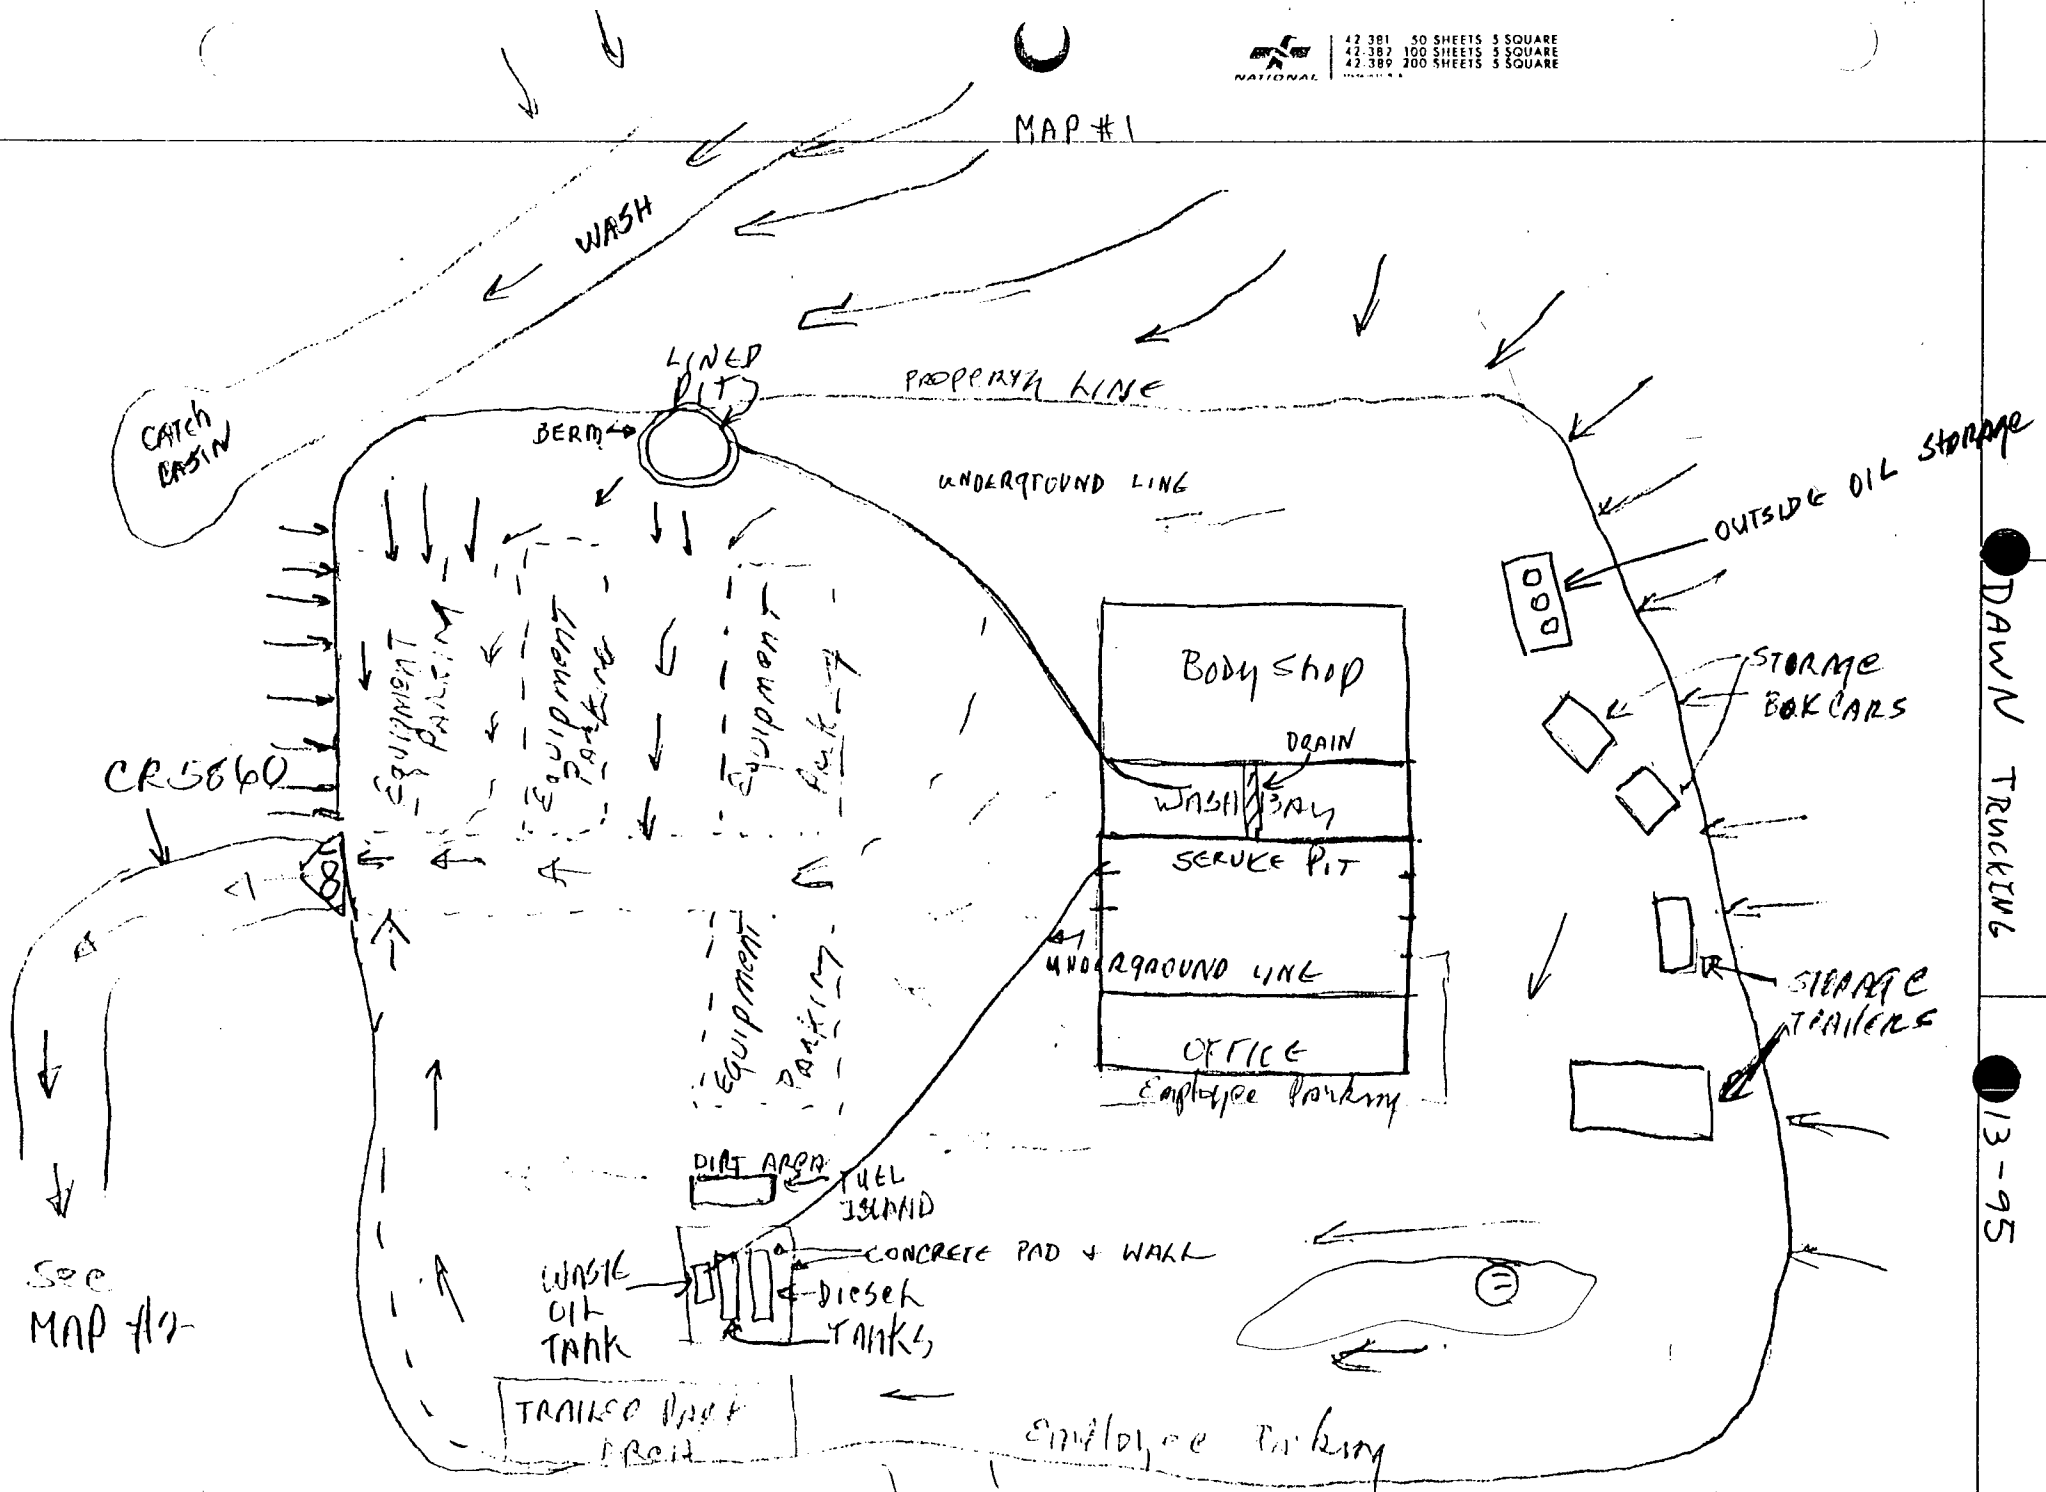 42-381 50 SHEETS 5 SQUARE
42-382 100 SHEETS 5 SQUARE
42-389 200 SHEETS 5 SQUARE
NATIONAL
MAP #1
WASH
LINED
PIT
PROPERTY LINE
CATCH
BASIN
BERM
UNDERGROUND LINE
OUTSIDE OIL STORAGE
DAWN TRUCKING
13-95
EQUIPMENT
PARKING
EQUIPMENT
PARKING
EQUIPMENT
Park
Body Shop
STORAGE
BOXCARS
DRAIN
WASH BAY
CR5860
SERVICE PIT
UNDERGROUND LINE
EQUIPMENT
PARKING
STORAGE
TRAILERS
OFFICE
Employee Parking
DIRT AREA
FUEL
ISLAND
CONCRETE PAD + WALL
WASTE
OIL
TANK
DIESEL
TANKS
See
MAP #2
TRAILER PARK
AREA
Employee Parking